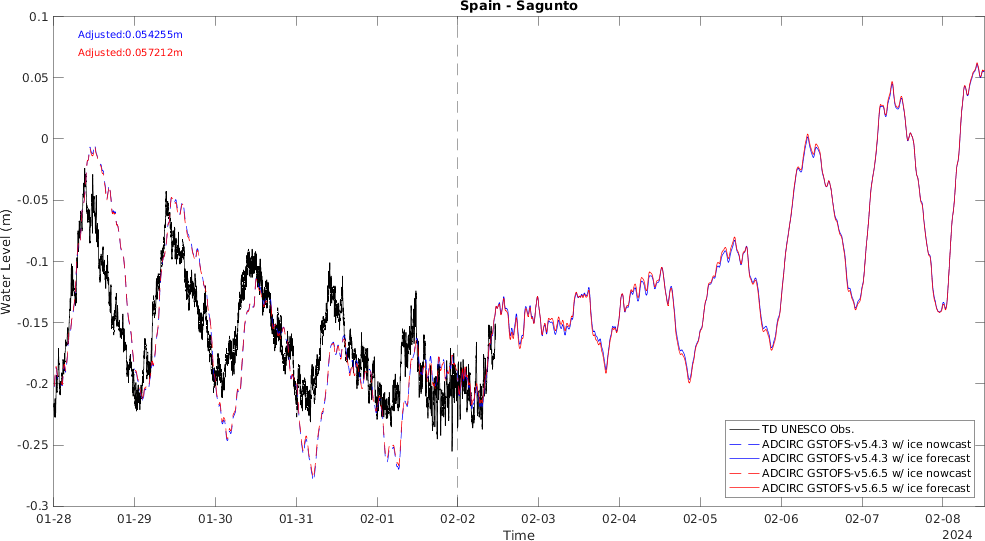 Spain - Sagunto
Adjusted:0.054255m
Adjusted:0.057212m
Water Level (m)
0.1
0.05
0
-0.05
-0.1
-0.15
-0.2
-0.25
-0.3
TD UNESCO Obs.
ADCIRC GSTOFS-v5.4.3 w/ ice nowcast
ADCIRC GSTOFS-v5.4.3 w/ ice forecast
ADCIRC GSTOFS-v5.6.5 w/ ice nowcast
ADCIRC GSTOFS-v5.6.5 w/ ice forecast
01-28 01-29 01-30 01-31 02-01 02-02 02-03 02-04 02-05 02-06 02-07 02-08
Time
2024